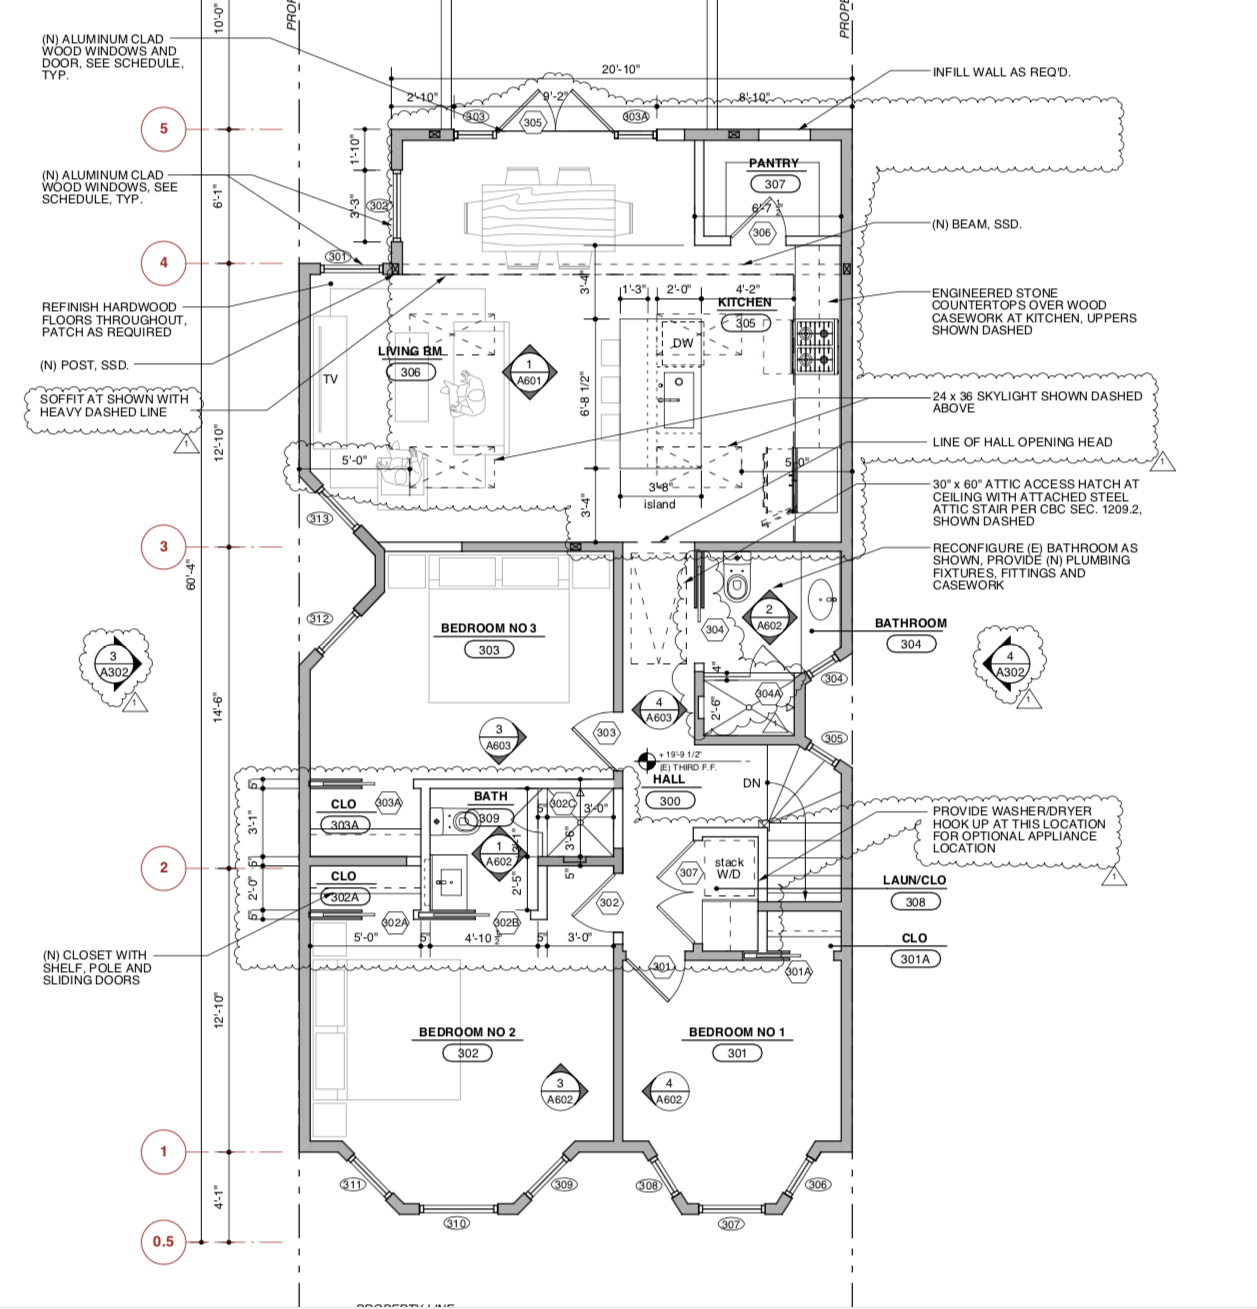 10'-0"
PROPE
(N) ALUMINUM CLAD
WOOD WINDOWS AND
DOOR, SEE SCHEDULE,
TYP.
20'-10"
INFILL WALL AS REQ'D.
2'-10"
9'-2"
8'-10"
303
305
303A
5
1'-10"
PANTRY
307
(N) ALUMINUM CLAD
WOOD WINDOWS, SEE
SCHEDULE, TYP.
6'-1"
3'-3"
302
6'-7 1/2"
306
(N) BEAM, SSD.
301
4
3'-4"
REFINISH HARDWOOD
FLOORS THROUGHOUT,
PATCH AS REQUIRED
1'-3"
2'-0"
4'-2"
KITCHEN
305
ENGINEERED STONE
COUNTERTOPS OVER WOOD
CASEWORK AT KITCHEN, UPPERS
SHOWN DASHED
DW
LIVING RM
306
1
A601
(N) POST, SSD.
TV
6'-8 1/2"
SOFFIT AT SHOWN WITH
HEAVY DASHED LINE
1
24 x 36 SKYLIGHT SHOWN DASHED
ABOVE
12'-10"
LINE OF HALL OPENING HEAD
1
5'-0"
5'-0"
3'-8"
island
3'-4"
30" x 60" ATTIC ACCESS HATCH AT
CEILING WITH ATTACHED STEEL
ATTIC STAIR PER CBC SEC. 1209.2,
SHOWN DASHED
313
3
60'-4"
RECONFIGURE (E) BATHROOM AS
SHOWN, PROVIDE (N) PLUMBING
FIXTURES, FITTINGS AND
CASEWORK
312
BEDROOM NO 3
303
304
2
A602
BATHROOM
304
3
A302
1
4
A302
1
4"
304
14'-6"
2'-6"
304A
1
4
A603
3
A603
303
305
+ 19'-9 1/2"
(E) THIRD F.F.
HALL
300
DN
5"
CLO
303A
303A
BATH
309
302C
5"
3'-0"
3'-1"
3'-6"
1
A602
PROVIDE WASHER/DRYER
HOOK UP AT THIS LOCATION
FOR OPTIONAL APPLIANCE
LOCATION
1
2
5"
stack
W/D
307
5"
CLO
302A
2'-0"
2'-5"
LAUN/CLO
308
302
5"
302A
302B
5'-0"
5"
4'-10 1/2"
5"
3'-0"
CLO
301A
(N) CLOSET WITH
SHELF, POLE AND
SLIDING DOORS
301
301A
12'-10"
BEDROOM NO 2
302
BEDROOM NO 1
301
3
A602
4
A602
1
311
309
308
306
4'-1"
310
307
0.5
PROPERTY LINE